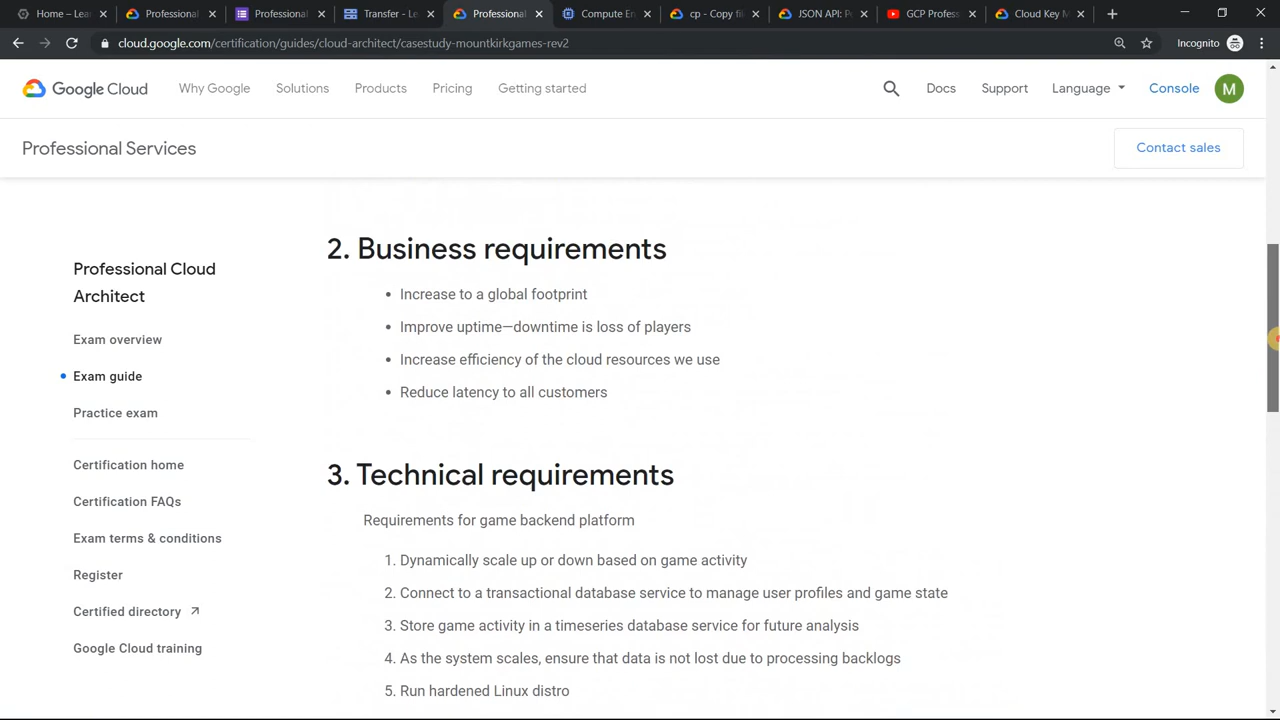 Home – Lea
Professional
Professional
Transfer - Le
Professional
Compute En
cp - Copy fil
JSON API: Po
GCP Profess
Cloud Key M
cloud.google.com/certification/guides/cloud-architect/casestudy-mountkirkgames-rev2
Incognito
Google Cloud
Why Google
Solutions
Products
Pricing
Getting started
Docs
Support
Language
Console
M
Professional Services
Contact sales
Professional Cloud
Architect
Exam overview
Exam guide
Practice exam
Certification home
Certification FAQs
Exam terms & conditions
Register
Certified directory
Google Cloud training
2. Business requirements
• Increase to a global footprint
• Improve uptime—downtime is loss of players
• Increase efficiency of the cloud resources we use
• Reduce latency to all customers
3. Technical requirements
Requirements for game backend platform
1. Dynamically scale up or down based on game activity
2. Connect to a transactional database service to manage user profiles and game state
3. Store game activity in a timeseries database service for future analysis
4. As the system scales, ensure that data is not lost due to processing backlogs
5. Run hardened Linux distro